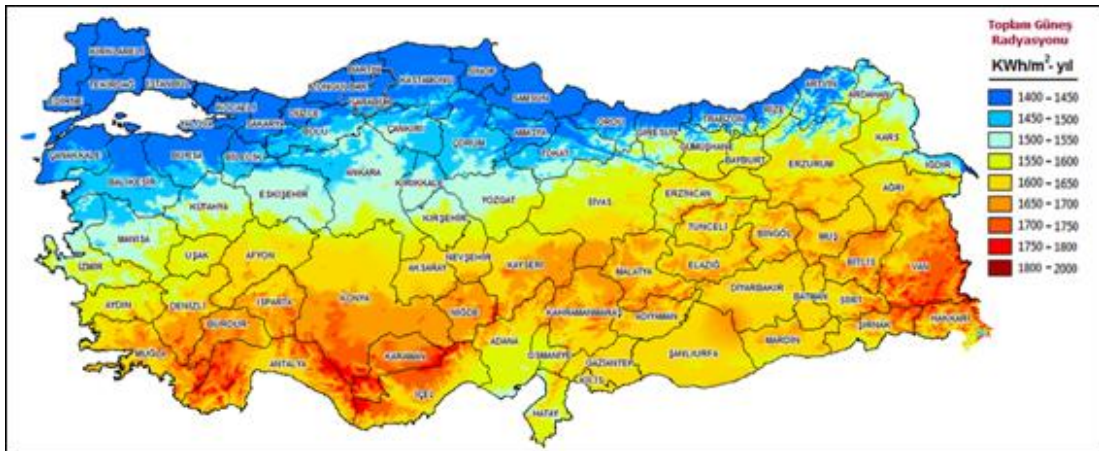 Toplam Güneş
Radyasyonu
KWh/m²- yıl
1400 – 1450
1450 – 1500
1500 – 1550
1550 – 1600
1600 – 1650
1650 – 1700
1700 – 1750
1750 – 1800
1800 – 2000
KIRKLARELİ
TEKİRDAĞ
İSTANBUL
EDİRNE
KOCAELİ
YALOVA
SAKARYA
DÜZCE
BOLU
ZONGULDAK
BARTIN
KARABÜK
KASTAMONU
SİNOP
SAMSUN
ÇANKIRI
ÇORUM
AMASYA
TOKAT
ORDU
GİRESUN
TRABZON
RİZE
ARTVİN
ARDAHAN
KARS
IĞDIR
GÜMÜŞHANE
BAYBURT
ERZURUM
AĞRI
ÇANAKKALE
BALIKESİR
BURSA
BİLECİK
KÜTAHYA
ESKİŞEHİR
ANKARA
KIRIKKALE
YOZGAT
KIRŞEHİR
SİVAS
ERZİNCAN
TUNCELİ
BİNGÖL
MUŞ
BİTLİS
VAN
MANİSA
İZMİR
UŞAK
AFYON
AKSARAY
NEVŞEHİR
KAYSERİ
MALATYA
ELAZIĞ
DİYARBAKIR
BATMAN
SİİRT
ŞIRNAK
HAKKARİ
AYDIN
DENİZLİ
ISPARTA
BURDUR
KONYA
NİĞDE
KAHRAMANMARAŞ
ADIYAMAN
MARDİN
ŞANLIURFA
MUĞLA
ANTALYA
KARAMAN
İÇEL
ADANA
OSMANİYE
GAZİANTEP
KİLİS
HATAY